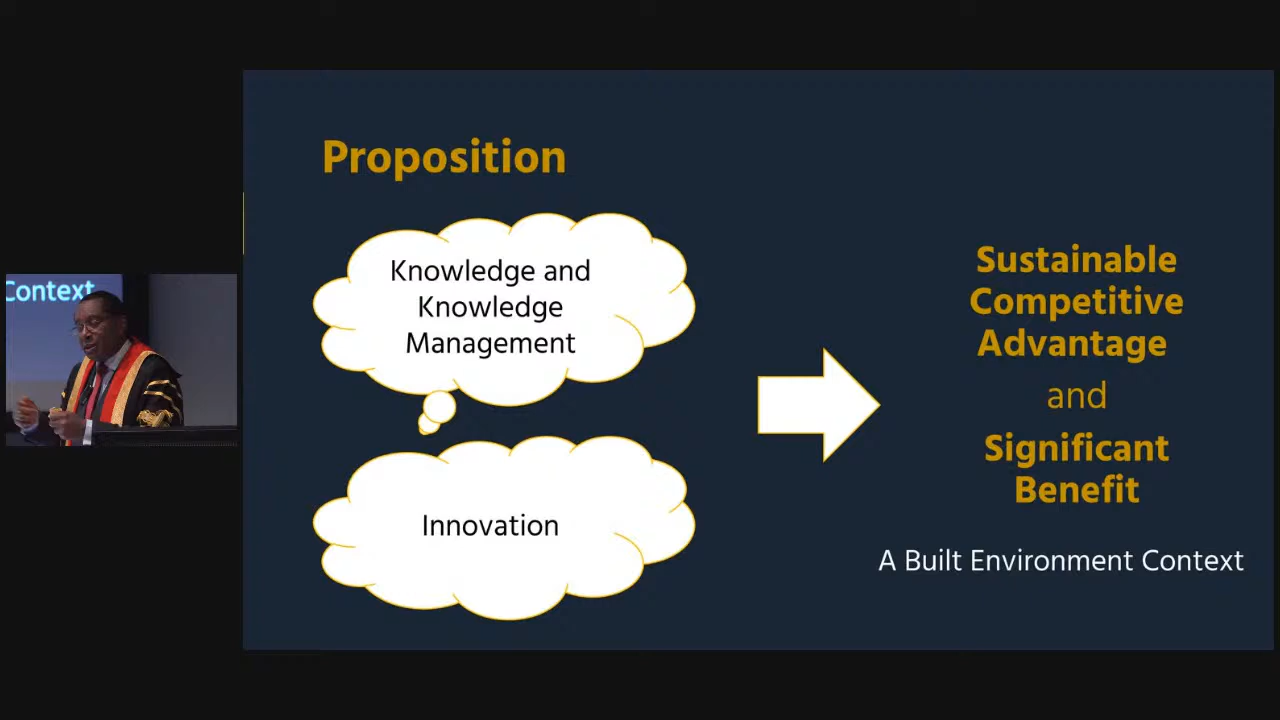 Proposition
Knowledge and
Knowledge
Management
Innovation
Sustainable
Competitive
Advantage
and
Significant
Benefit
A Built Environment Context
Context